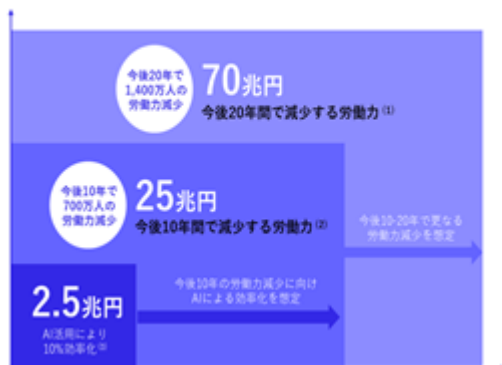 今後20年で
1,400万人の
労働力減少
70兆円
今後20年間で減少する労働力 (1)
今後10年で
700万人の
労働力減少
25兆円
今後10年間で減少する労働力 (2)
今後10-20年で更なる
労働力減少を想定
2.5兆円
AI活用により
10%効率化 (3)
今後10年の労働力減少に向け
AIによる効率化を想定